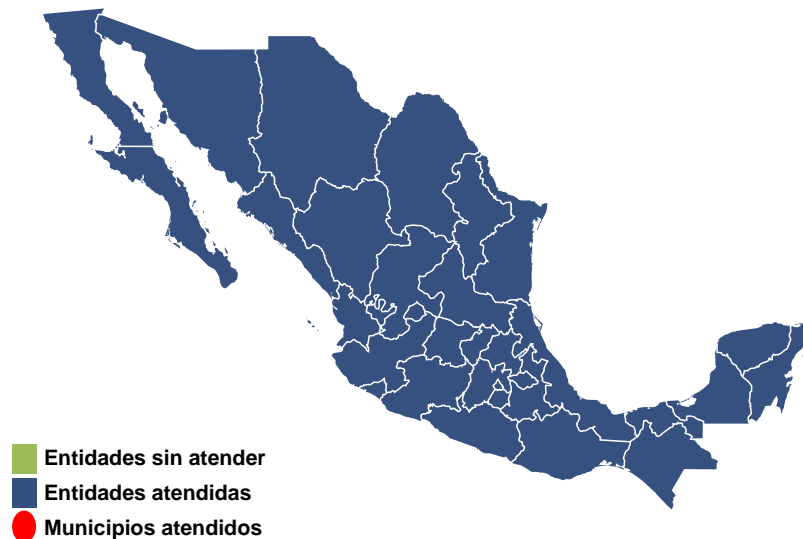 Entidades sin atender
Entidades atendidas
Municipios atendidos